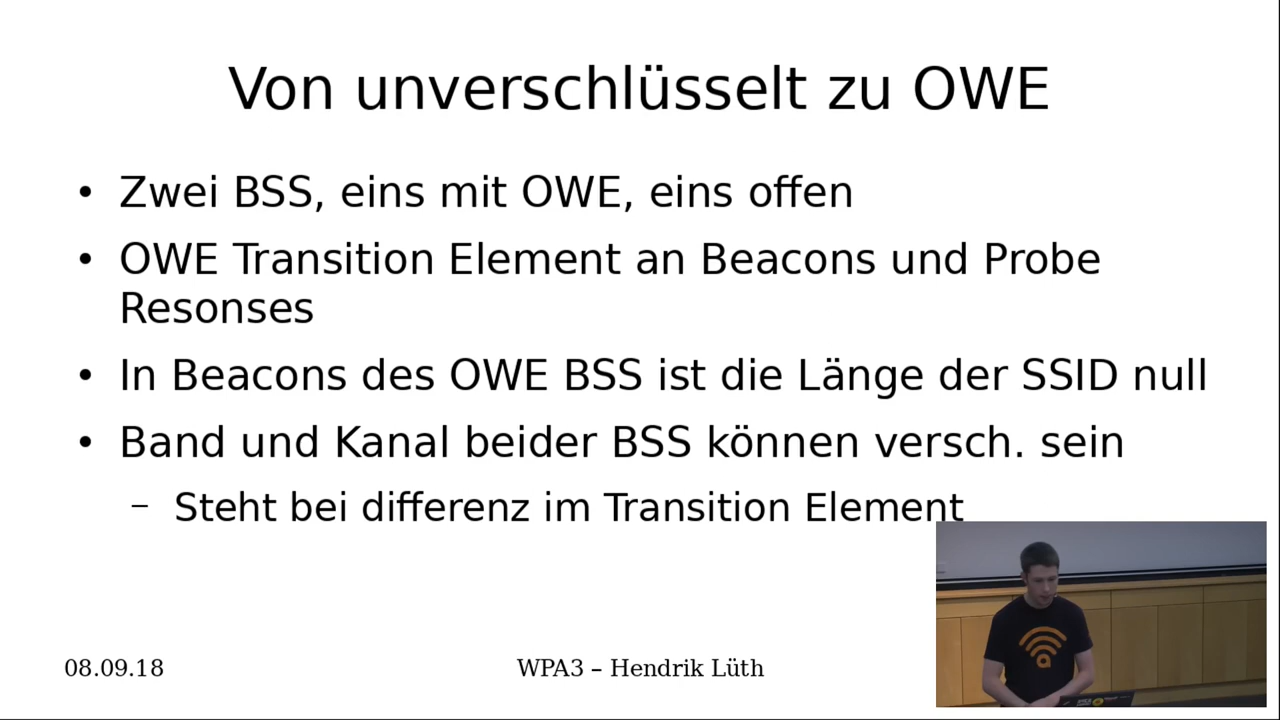 Von unverschlüsselt zu OWE
• Zwei BSS, eins mit OWE, eins offen
• OWE Transition Element an Beacons und Probe
Resonses
• In Beacons des OWE BSS ist die Länge der SSID null
• Band und Kanal beider BSS können versch. sein
– Steht bei differenz im Transition Element
08.09.18
WPA3 – Hendrik Lüth